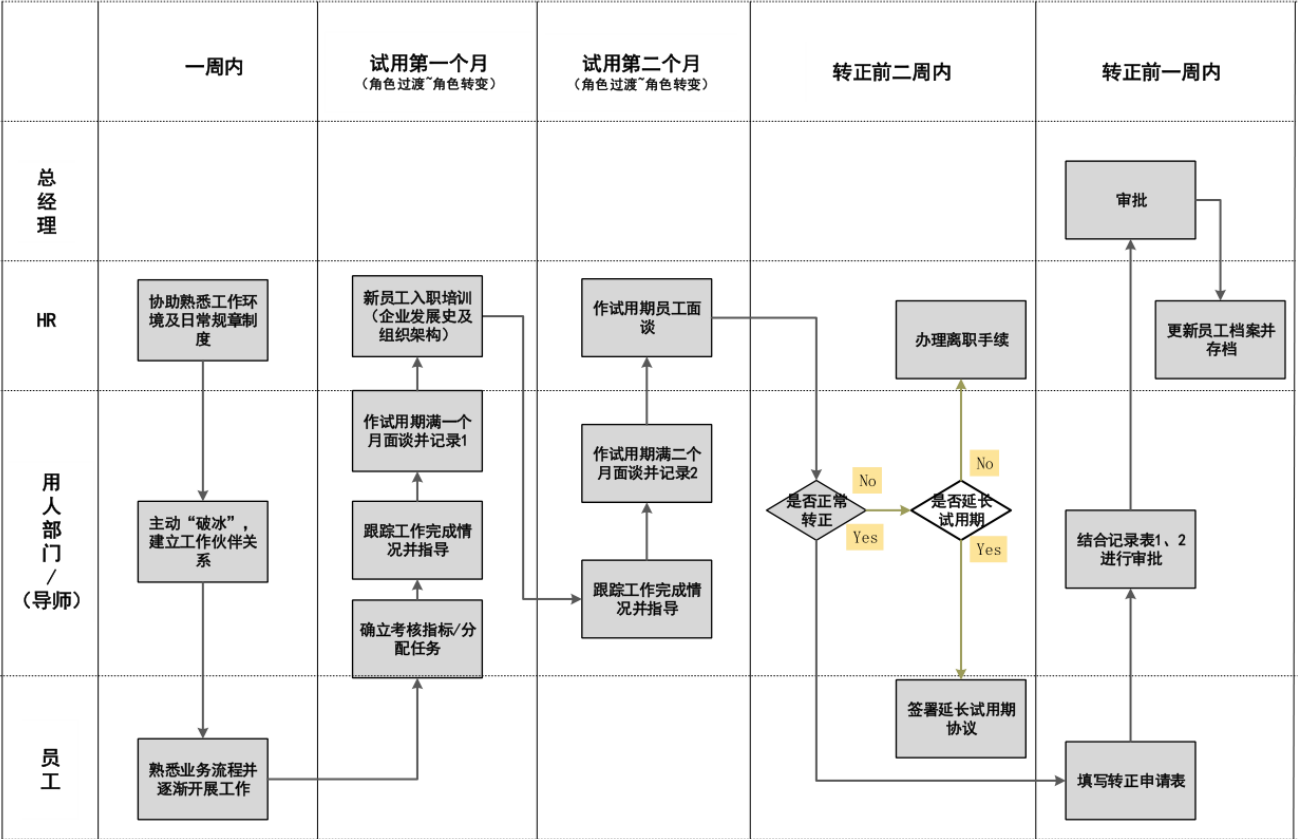 一周内
试用第一个月
（角色过渡~角色转变）
试用第二个月
（角色过渡~角色转变）
转正前二周内
转正前一周内
总
经
理
审批
HR
协助熟悉工作环
境及日常规章制
度
新员工入职培训
（企业发展史及
组织架构）
作试用期员工面
谈
办理离职手续
更新员工档案并
存档
用
人
部
门
/
（导师）
主动“破冰”，
建立工作伙伴关
系
作试用期满一个
月面谈并记录1
跟踪工作完成情
况并指导
确立考核指标/分
配任务
作试用期满二个
月面谈并记录2
跟踪工作完成情
况并指导
是否正常
转正
No
Yes
是否延长
试用期
No
Yes
结合记录表1、2
进行审批
员
工
熟悉业务流程并
逐渐开展工作
签署延长试用期
协议
填写转正申请表